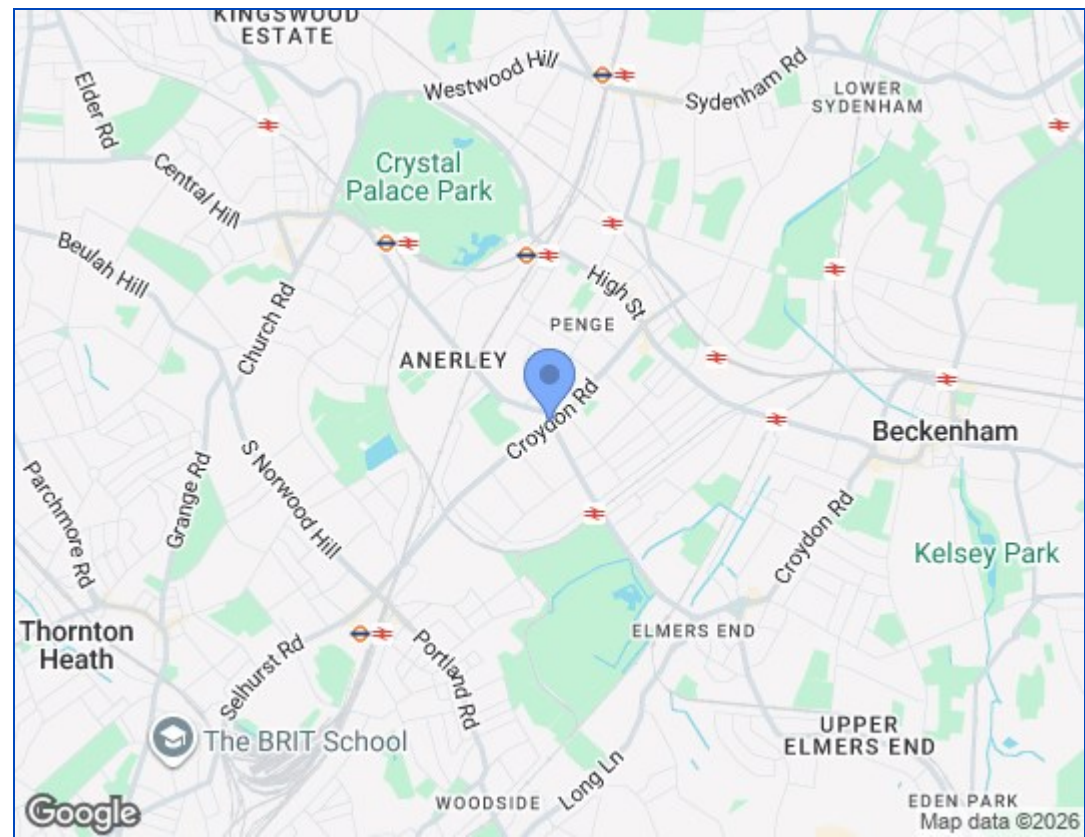 KINGSWOOD
ESTATE
Westwood Hill
Sydenham Rd
LOWER
SYDENHAM
Elder Rd
Central Hill
Crystal
Palace Park
Beulah Hill
Church Rd
High St
PENGE
ANERLEY
Croydon Rd
Beckenham
S Norwood Hill
Grange Rd
Parchmore Rd
Croydon Rd
Kelsey Park
Thornton
Heath
ELMERS END
Selhurst Rd
Portland Rd
The BRIT School
UPPER
ELMERS END
Long Ln
WOODSIDE
EDEN PARK
Google
Map data ©2026